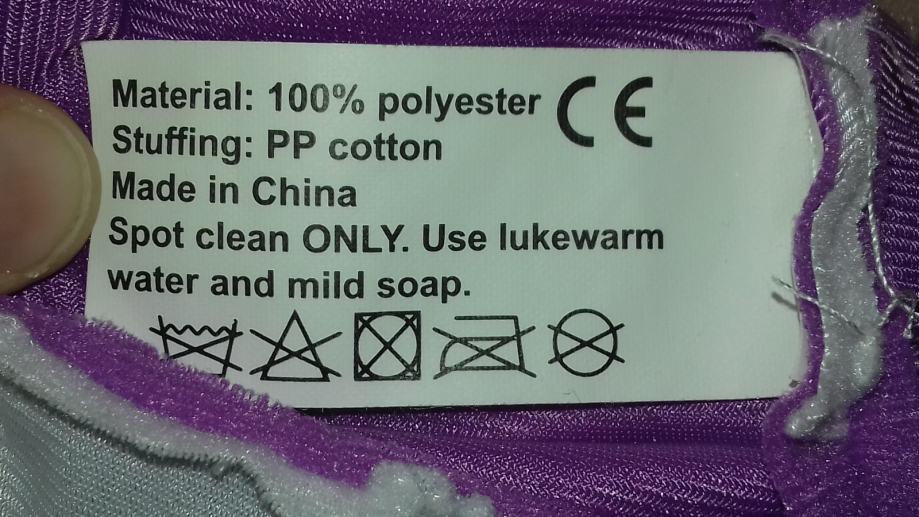 Material: 100% polyester CE
Stuffing: PP cotton
Made in China
Spot clean ONLY. Use lukewarm
water and mild soap.